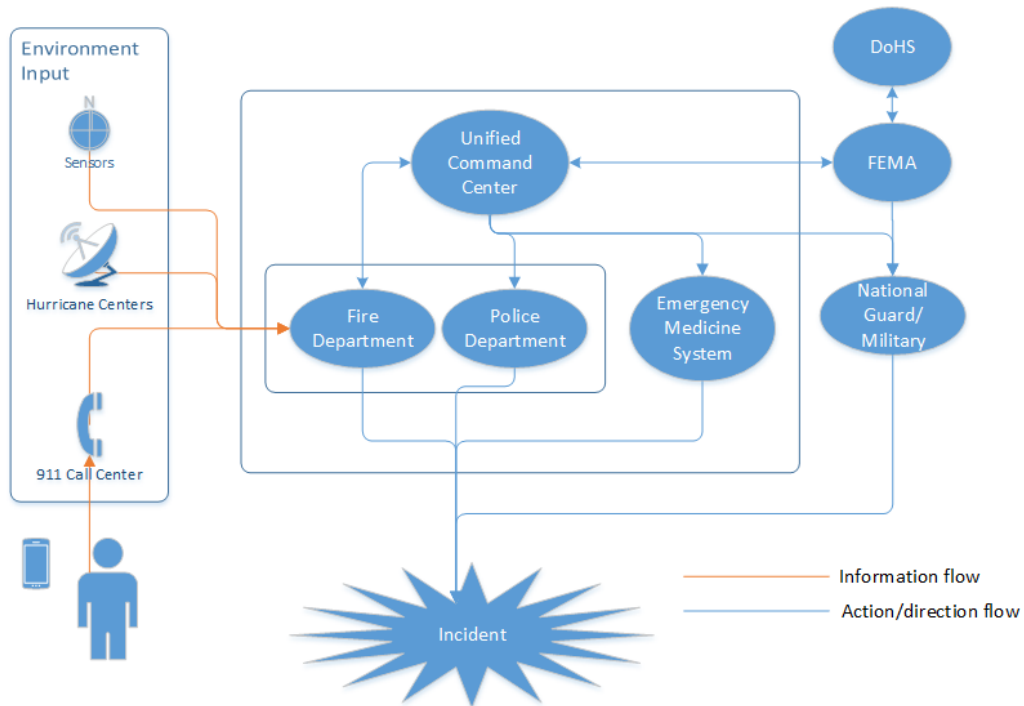 Environment
Input
N
Sensors
Hurricane Centers
911 Call Center
Unified
Command
Center
DoHS
FEMA
Fire
Department
Police
Department
Emergency
Medicine
System
National
Guard/
Military
Incident
Information flow
Action/direction flow